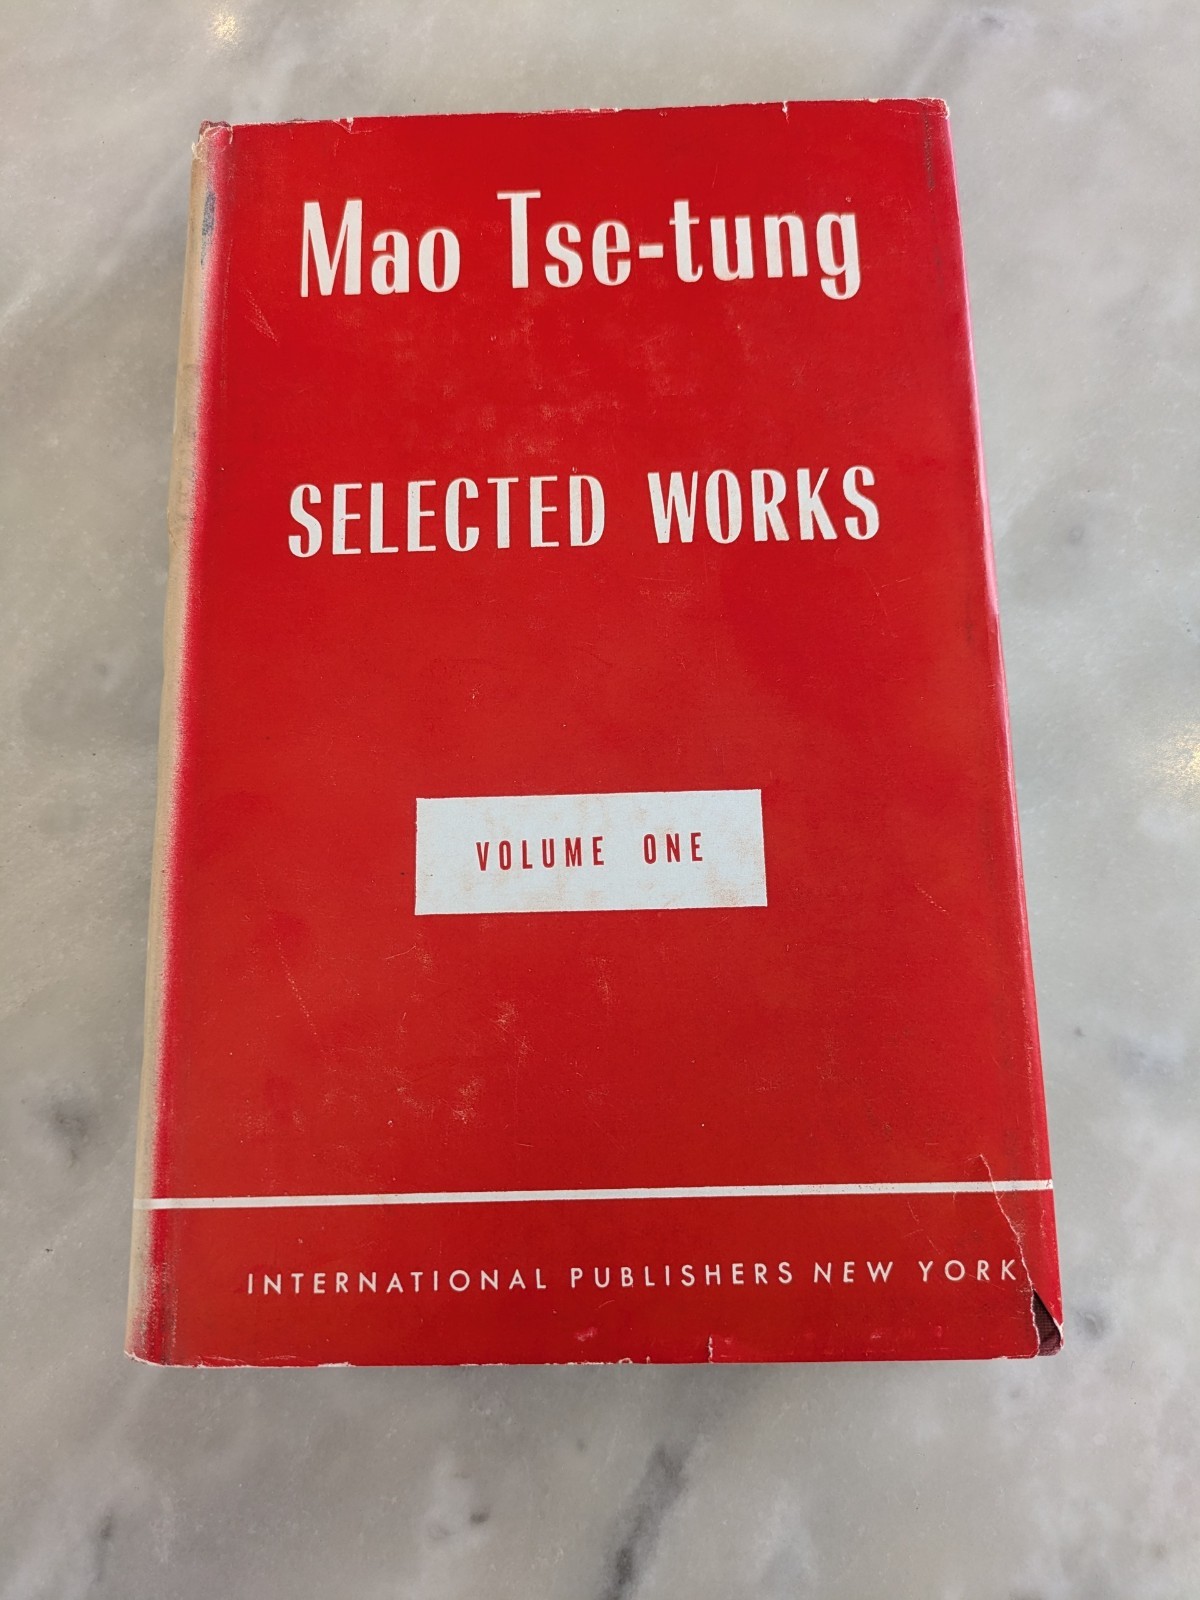 Mao Tse-tung
SELECTED WORKS
VOLUME ONE
INTERNATIONAL PUBLISHERS NEW YORK